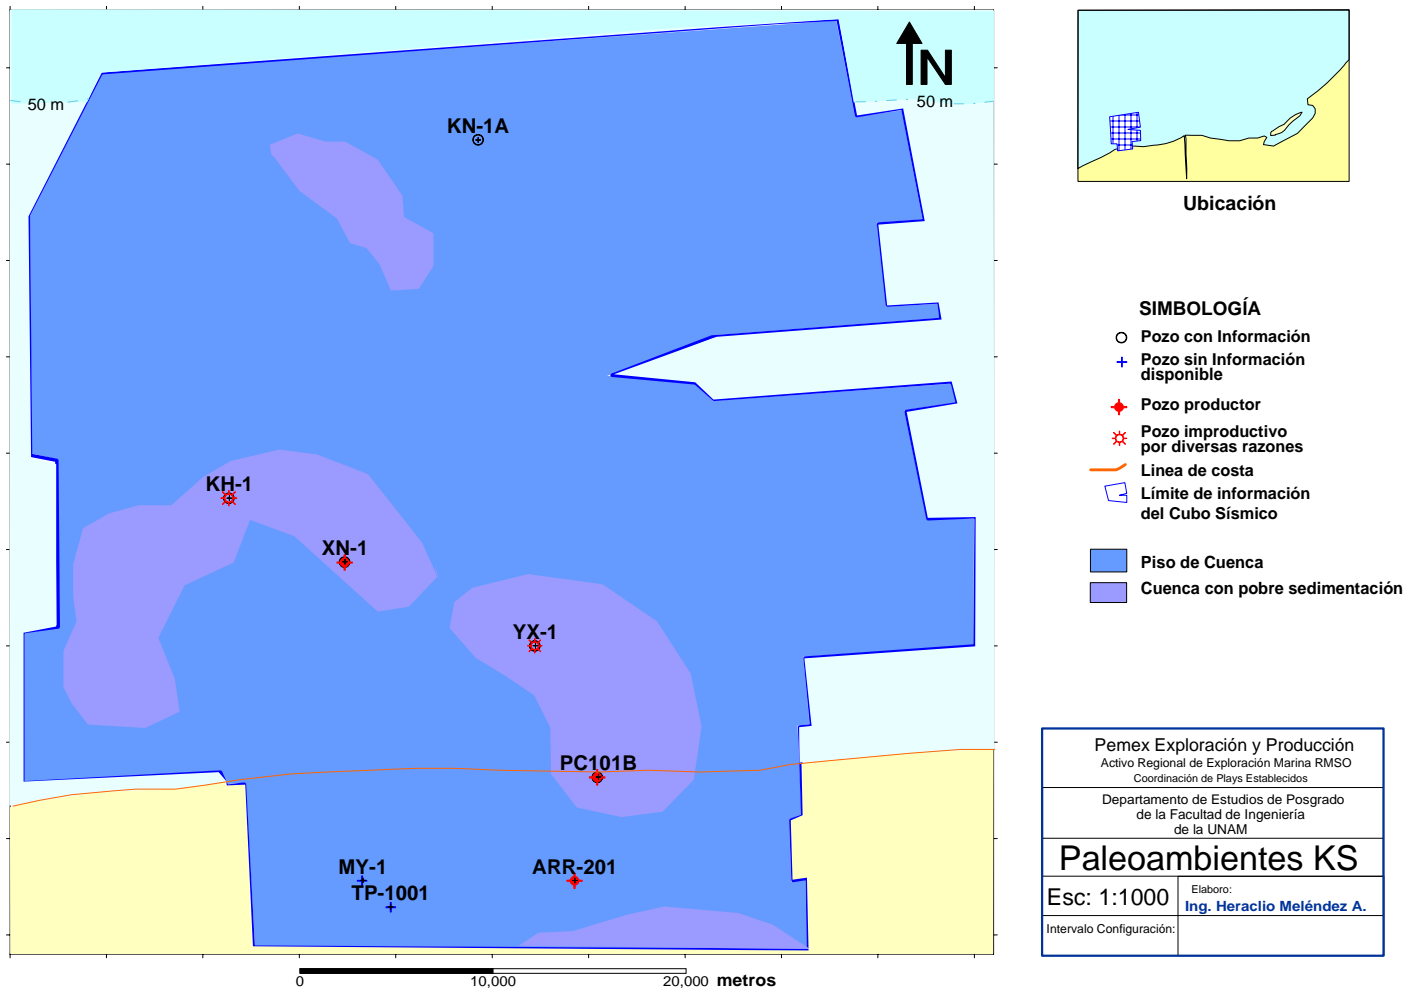 N
50 m
50 m
KN-1A
KH-1
XN-1
YX-1
PC101B
MY-1
TP-1001
ARR-201
0
10,000
20,000
metros
Ubicación
SIMBOLOGÍA
Pozo con Información
Pozo sin Información
disponible
Pozo productor
Pozo improductivo
por diversas razones
Linea de costa
Límite de información
del Cubo Sísmico
Piso de Cuenca
Cuenca con pobre sedimentación
Pemex Exploración y Producción
Activo Regional de Exploración Marina RMSO
Coordinación de Plays Establecidos
Departamento de Estudios de Posgrado
de la Facultad de Ingeniería
de la UNAM
Paleoambientes KS
Esc: 1:1000
Elaboro:
Ing. Heraclio Meléndez A.
Intervalo Configuración: